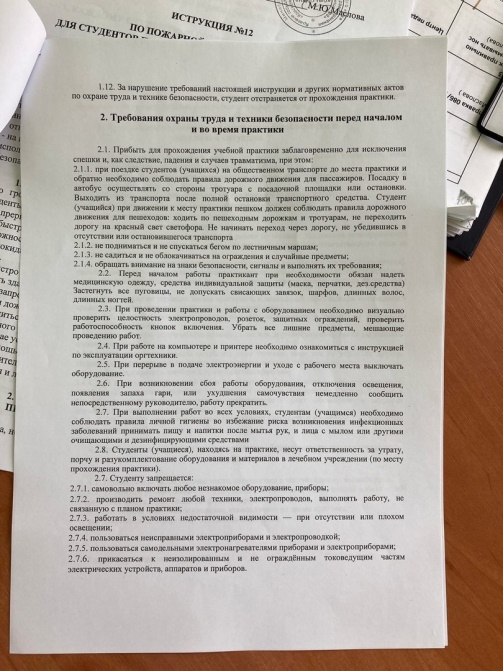 ИСТРУКЦИЯ №12
М.Ю.Маслова
ДЛЯ СТУДЕНТОВ
ПО ПОЖАРНОЙ
1.12. За нарушение требований настоящей инструкции и других нормативных актов
по охране труда и технике безопасности, студент отстраняется от прохождения практики.
2. Требования охраны труда и техники безопасности перед началом
и во время практики
2.1. Прибыть для прохождения учебной практики заблаговременно для исключения
спешки и, как следствие, падения и случаев травматизма, при этом:
2.1.1. при поездке студентов (учащихся) на общественном транспорте до места практики и
обратно необходимо соблюдать правила дорожного движения для пассажиров. Посадку в
автобус осуществлять со стороны тротуара с посадочной площадки или остановки.
Выходить из транспорта после полной остановки транспортного средства. Студент
(учащийся) при движении к месту практики пешком должен соблюдать правила дорожного
движения для пешеходов: ходить по пешеходным дорожкам и тротуарам, не переходить
дорогу на красный свет светофора. Не начинать переход через дорогу, не убедившись в
отсутствии или остановившегося транспорта
2.1.2. не подниматься и не спускаться бегом по лестничным маршам;
2.1.3. не садиться и не облокачиваться на ограждения и случайные предметы;
2.1.4. обращать внимание на знаки безопасности, сигналы и выполнять их требования;
2.2. Перед началом работы практикант при необходимости обязан надеть
медицинскую одежду, средства индивидуальной защиты (маска, перчатки, дез.средства)
Застегнуть все пуговицы, не допускать свисающих завязок, шарфов, длинных волос,
длинных ногтей.
2.3. При проведении практики и работы с оборудованием необходимо визуально
проверить целостность электропроводов, розеток, защитных ограждений, проверить
работоспособность кнопок включения. Убрать все лишние предметы, мешающие
проведению работ.
2.4. При работе на компьютере и принтере необходимо ознакомиться с инструкцией
по эксплуатации оргтехники.
2.5. При перерыве в подаче электроэнергии и уходе с рабочего места выключать
оборудование.
2.6. При возникновении сбоя работы оборудования, отключения освещения,
появления запаха гари, или ухудшения самочувствия немедленно сообщить
непосредственному руководителю, работу прекратить.
2.7. При выполнении работ во всех условиях, студентам (учащимся) необходимо
соблюдать правила личной гигиены во избежание риска возникновения инфекционных
заболеваний принимать пищу и напитки после мытья рук, и лица с мылом или другими
очищающими и дезинфицирующими средствами
2.8. Студенты (учащиеся), находясь на практике, несут ответственность за утрату,
порчу и разукомплектование оборудования и материалов в лечебном учреждении (по месту
прохождения практики).
2.7. Студенту запрещается:
2.7.1. самовольно включать любое незнакомое оборудование, приборы;
2.7.2. производить ремонт любой техники, электропроводов, выполнять работу, не
связанную с планом практики;
2.7.3. работать в условиях недостаточной видимости — при отсутствии или плохом
освещении;
2.7.4. пользоваться неисправными электроприборами и электропроводкой;
2.7.5. пользоваться самодельными электронагревателями приборами и электроприборами;
2.7.6. прикасаться к неизолированным и не ограждённым токоведущим частям
электрических устройств, аппаратов и приборов.